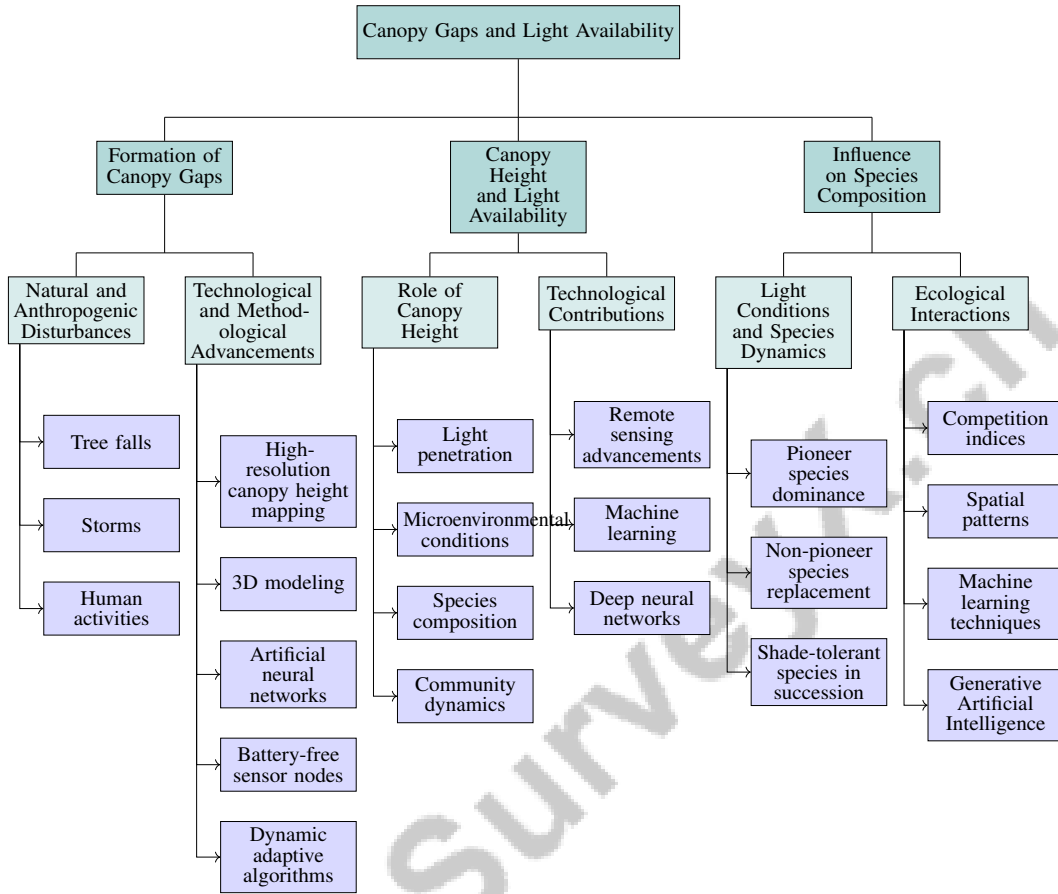 Canopy Gaps and Light Availability
Formation of
Canopy Gaps
Canopy
Height
and Light
Availability
Influence
on Species
Composition
Natural and
Anthropogenic
Disturbances
Technological
and Method-
ological
Advancements
Role of
Canopy
Height
Technological
Contributions
Light
Conditions
and Species
Dynamics
Ecological
Interactions
Tree falls
Storms
Human
activities
High-
resolution
canopy height
mapping
3D modeling
Artificial
neural
networks
Battery-free
sensor nodes
Dynamic
adaptive
algorithms
Light
penetration
Microenvironmental
conditions
Species
composition
Community
dynamics
Remote
sensing
advancements
Machine
learning
Deep neural
networks
Pioneer
species
dominance
Non-pioneer
species
replacement
Shade-tolerant
species in
succession
Competition
indices
Spatial
patterns
Machine
learning
techniques
Generative
Artificial
Intelligence
Surveyx.cn